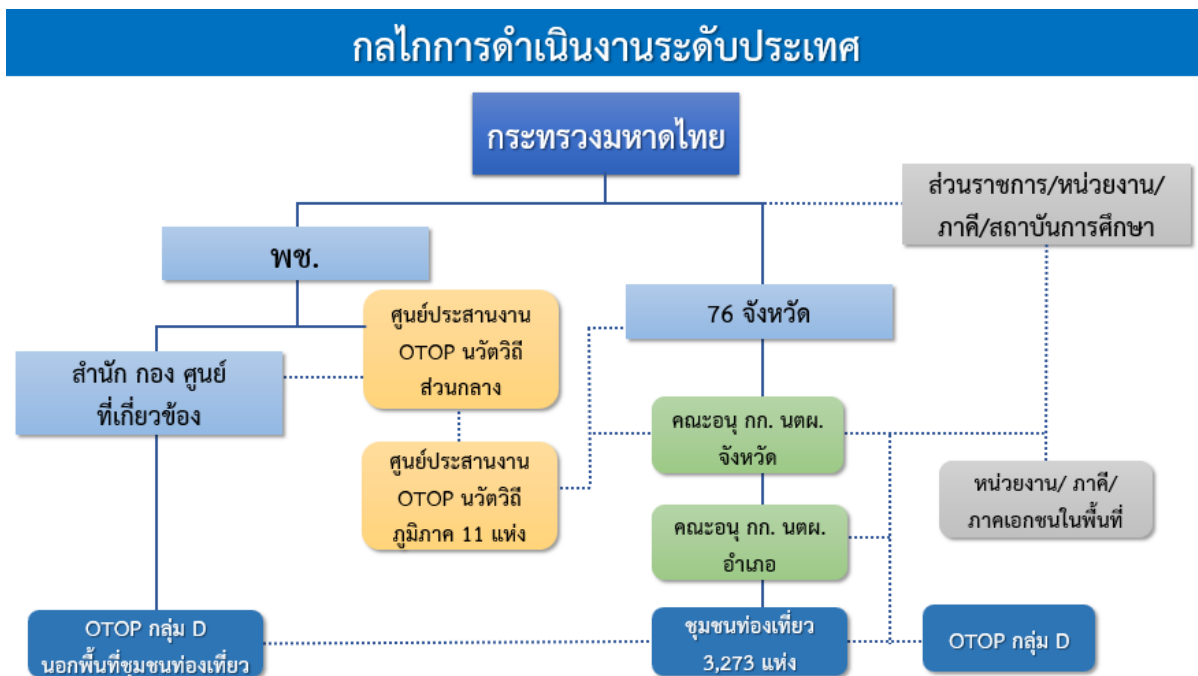 กลไกการดำเนินงานระดับประเทศ
กระทรวงมหาดไทย
ส่วนราชการ/หน่วยงาน/
ภาคี/สถาบันการศึกษา
พช.
ศูนย์ประสานงาน
OTOP นวัตวิถี
ส่วนกลาง
76 จังหวัด
สำนัก กอง ศูนย์
ที่เกี่ยวข้อง
คณะอนุ กก. นตผ.
จังหวัด
ศูนย์ประสานงาน
OTOP นวัตวิถี
ภูมิภาค 11 แห่ง
หน่วยงาน/ ภาคี/
ภาคเอกชนในพื้นที่
คณะอนุ กก. นตผ.
อำเภอ
OTOP กลุ่ม D
นอกพื้นที่ชุมชนท่องเที่ยว
ชุมชนท่องเที่ยว
3,273 แห่ง
OTOP กลุ่ม D